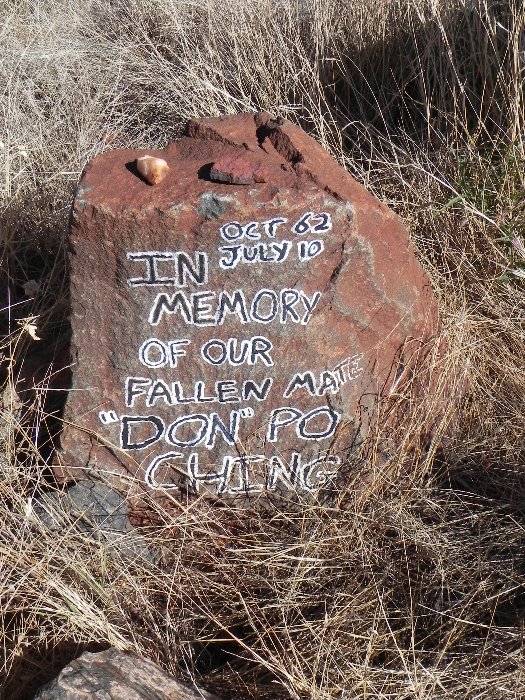 OCT 62
JULY 10
IN
MEMORY
OF OUR
FALLEN MATE
"DON" PO
CHING